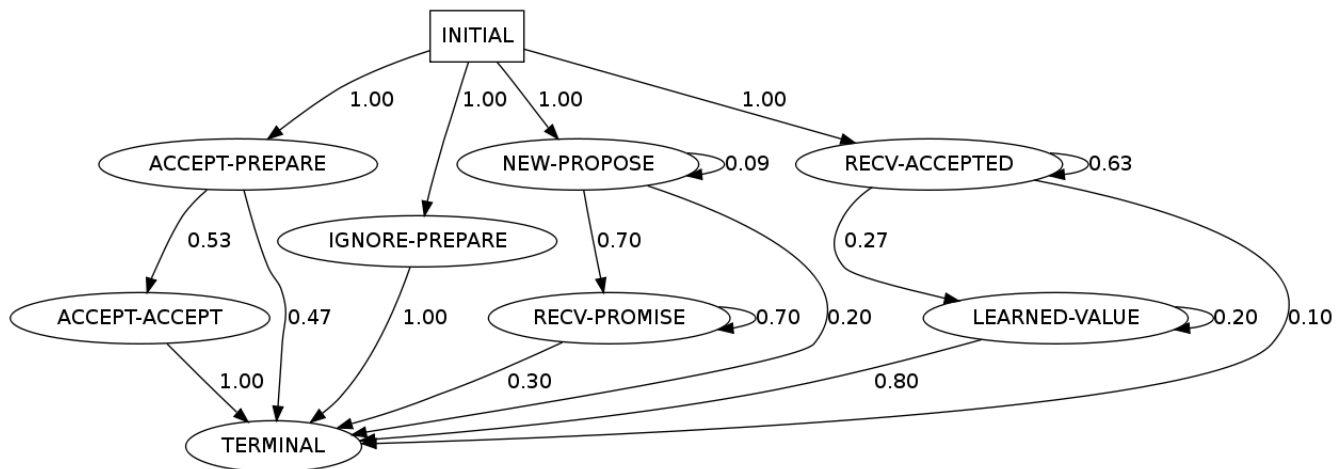 INITIAL
1.00
1.00
1.00
1.00
ACCEPT-PREPARE
NEW-PROPOSE
0.09
RECV-ACCEPTED
0.63
0.53
IGNORE-PREPARE
0.70
0.27
ACCEPT-ACCEPT
0.47
1.00
RECV-PROMISE
0.70
0.20
LEARNED-VALUE
0.20
0.10
1.00
0.30
0.80
TERMINAL